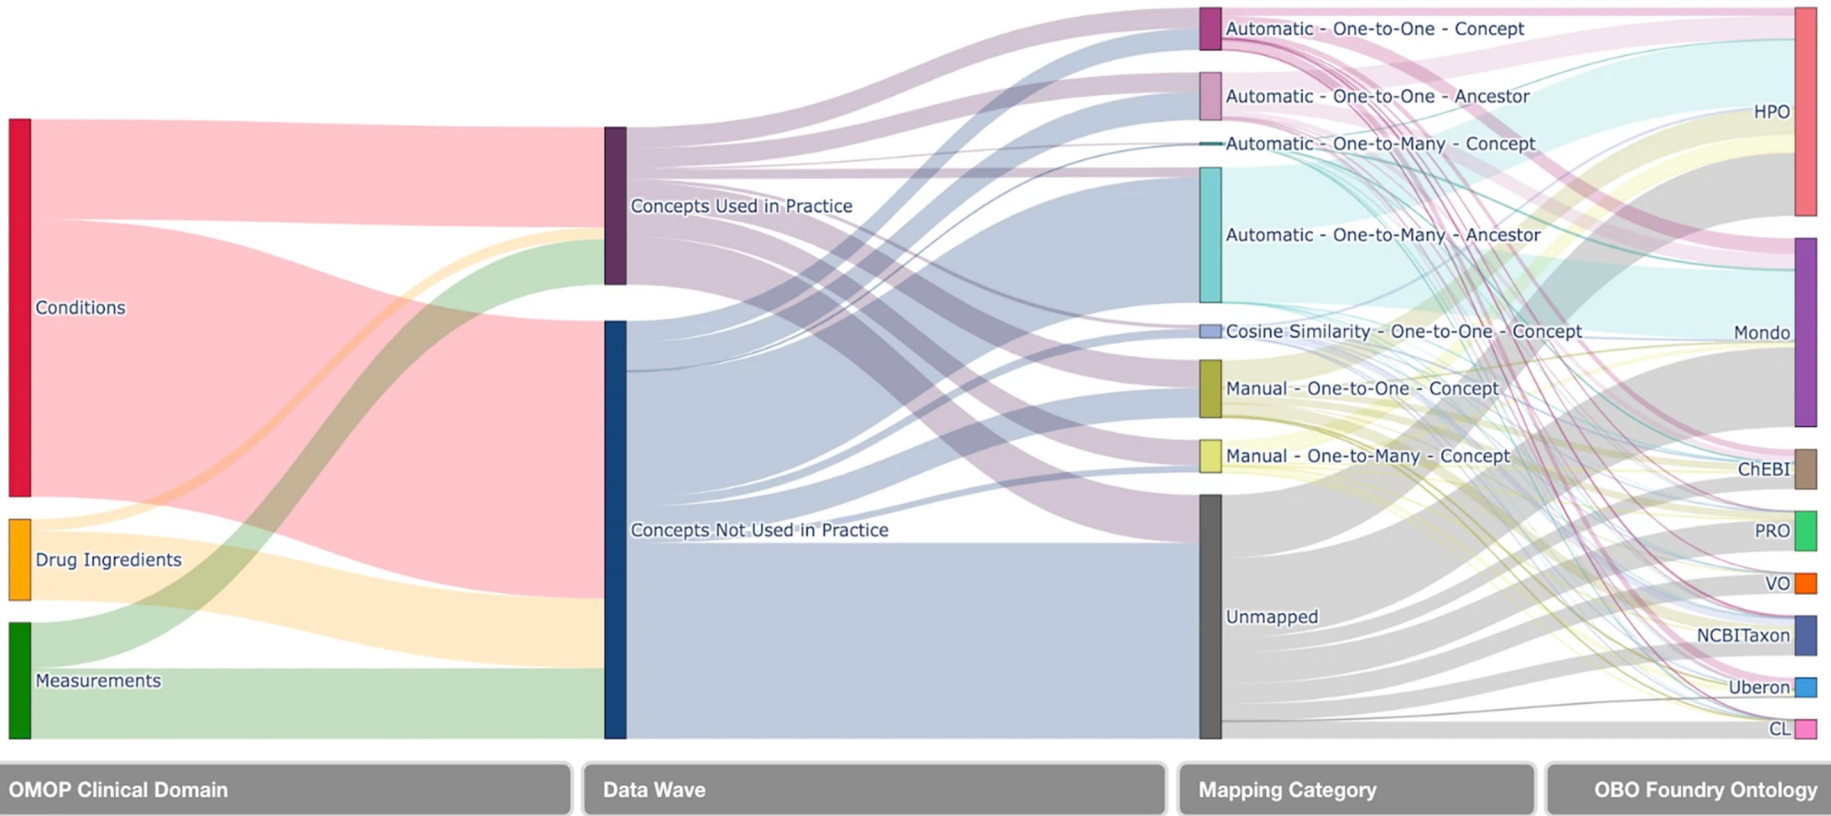 Conditions
Drug Ingredients
Measurements
Concepts Used in Practice
Concepts Not Used in Practice
Automatic - One-to-One - Concept
Automatic - One-to-One - Ancestor
Automatic - One-to-Many - Concept
Automatic - One-to-Many - Ancestor
Cosine Similarity - One-to-One - Concept
Manual - One-to-One - Concept
Manual - One-to-Many - Concept
Unmapped
HPO
Mondo
ChEBI
PRO
VO
NCBITaxon
Uberon
CL
OMOP Clinical Domain
Data Wave
Mapping Category
OBO Foundry Ontology